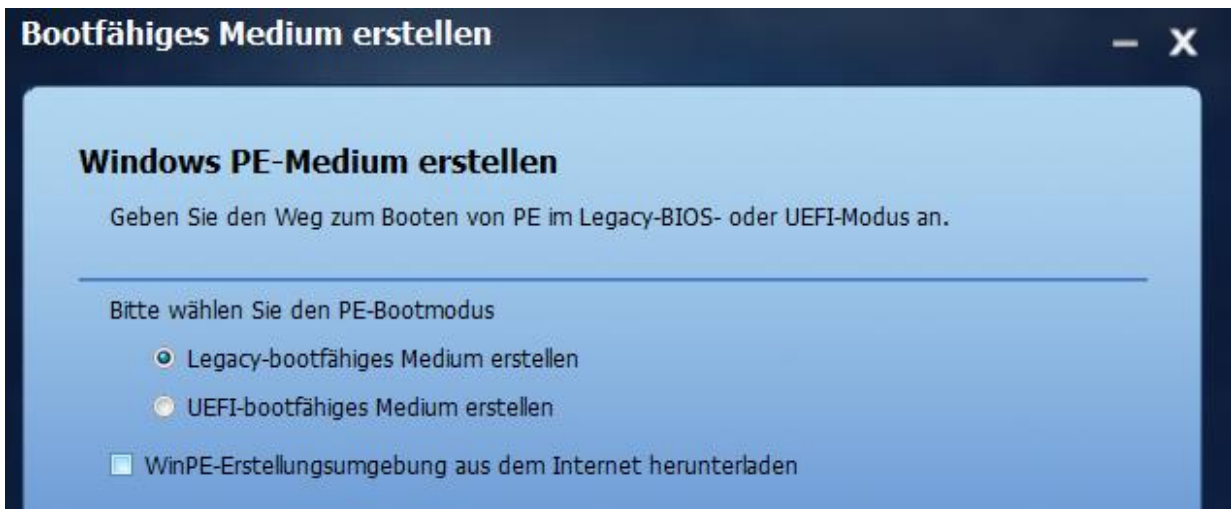 Bootfähiges Medium erstellen
Windows PE-Medium erstellen
Geben Sie den Weg zum Booten von PE im Legacy-BIOS- oder UEFI-Modus an.
Bitte wählen Sie den PE-Bootmodus
Legacy-bootfähiges Medium erstellen
UEFI-bootfähiges Medium erstellen
WinPE-Erstellungsumgebung aus dem Internet herunterladen